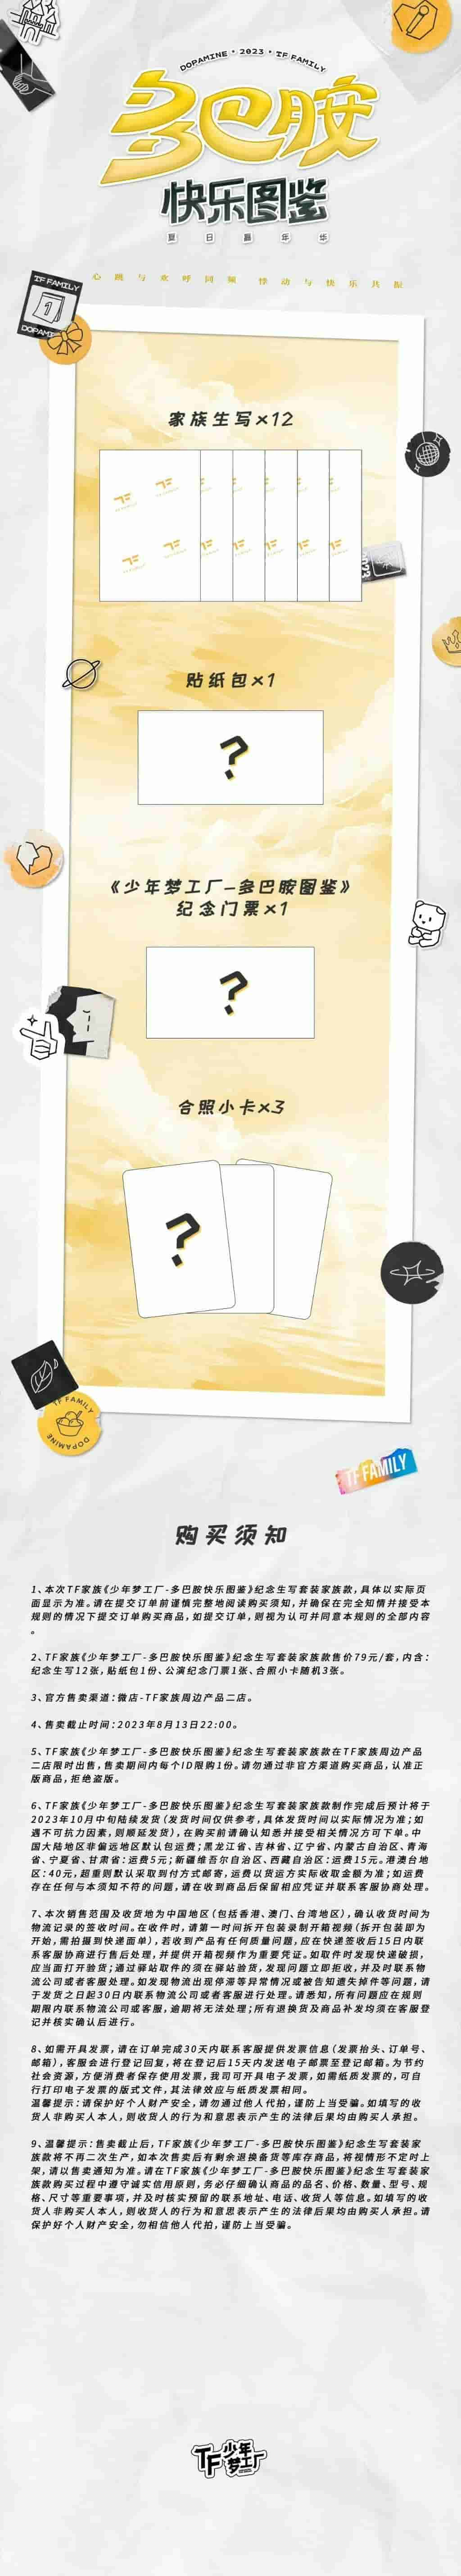 DOPAMINE · 2023 · TF FAMILY
多巴胺
快乐图鉴
夏 日 嘉 年 华
心 跳 与 欢 呼 同 频 悸 动 与 快 乐 共 振
TF FAMILY
1
DOPAMI
家族生写×12
贴纸包×1
?
《少年梦工厂-多巴胺图鉴》
纪念门票×1
?
合照小卡×3
?
TF FAMILY
DOPAMINE
TF FAMILY
购买须知
1、本次TF家族《少年梦工厂-多巴胺快乐图鉴》纪念生写套装家族款,具体以实际页
面显示为准。请在提交订单前谨慎完整地阅读购买须知,并确保在完全知情并接受本
规则的情况下提交订单购买商品,如提交订单,则视为认可并同意本规则的全部内容
。
2、TF家族《少年梦工厂-多巴胺快乐图鉴》纪念生写套装家族款售价79元/套,内含:
纪念生写12张,贴纸包1份、公演纪念门票1张、合照小卡随机3张。
3、官方售卖渠道:微店-TF家族周边产品二店。
4、售卖截止时间:2023年8月13日22:00。
5、TF家族《少年梦工厂-多巴胺快乐图鉴》纪念生写套装家族款在TF家族周边产品
二店限时出售,售卖期间内每个ID限购1份。请勿通过非官方渠道购买商品,认准正
版商品,拒绝盗版。
6、TF家族《少年梦工厂-多巴胺快乐图鉴》纪念生写套装家族款制作完成后预计将于
2023年10月中旬陆续发货(发货时间仅供参考,具体发货时间以实际情况为准;如
遇不可抗力因素,则顺延发货),在购买前请确认知悉并接受相关情况方可下单。中
国大陆地区非偏远地区默认包运费;黑龙江省、吉林省、辽宁省、内蒙古自治区、青海
省、宁夏省、甘肃省:运费5元;新疆维吾尔自治区、西藏自治区:运费15元。港澳台地
区:40元,超重则默认采取到付方式邮寄,运费以货运方实际收取金额为准;如运费
存在任何与本须知不符的问题,请在收到商品后保留相应凭证并联系客服协商处理。
7、本次销售范围及收货地为中国地区(包括香港、澳门、台湾地区),确认收货时间为
物流记录的签收时间。在收件时,请第一时间拆开包装录制开箱视频(拆开包装即为
开始,需拍摄到快递面单),若收到产品有任何质量问题,应在快递签收后15日内联
系客服协商进行售后处理,并提供开箱视频作为重要凭证。如取件时发现快递破损,
应当面打开验货;通过驿站取件的须在驿站验货,发现问题立即拒收,并及时联系物
流公司或者客服处理。如发现物流出现停滞等异常情况或被告知遗失掉件等问题,请
于发货之日起30日内联系物流公司或者客服进行处理。请悉知,所有问题应在规则
期限内联系物流公司或客服,逾期将无法处理;所有退换货及商品补发均须在客服登
记并核实确认后进行。
8、如需开具发票,请在订单完成30天内联系客服提供发票信息(发票抬头、订单号、
邮箱),客服会进行登记回复,将在登记后15天内发送电子邮票至登记邮箱。为节约
社会资源,方便消费者保存使用发票,我司可开具电子发票,如需纸质发票的,可自
行打印电子发票的版式文件,其法律效应与纸质发票相同。
温馨提示:请保护好个人财产安全,请勿通过他人代拍,谨防上当受骗。如填写的收
货人非购买人本人,则收货人的行为和意思表示产生的法律后果均由购买人承担。
9、温馨提示:售卖截止后,TF家族《少年梦工厂-多巴胺快乐图鉴》纪念生写套装家
族款将不再二次生产,如本次售卖后有剩余退换备货等库存商品,将视情形不定时上
架,请以售卖通知为准。请在TF家族《少年梦工厂-多巴胺快乐图鉴》纪念生写套装家
族款购买过程中遵守诚实信用原则,务必仔细确认商品的品名、价格、数量、型号、规
格、尺寸等重要事项,并及时核实预留的联系地址、电话、收货人等信息。如填写的收
货人非购买人本人,则收货人的行为和意思表示产生的法律后果均由购买人承担。请
保护好个人财产安全,勿相信他人代拍,谨防上当受骗。
TF少年
梦工厂